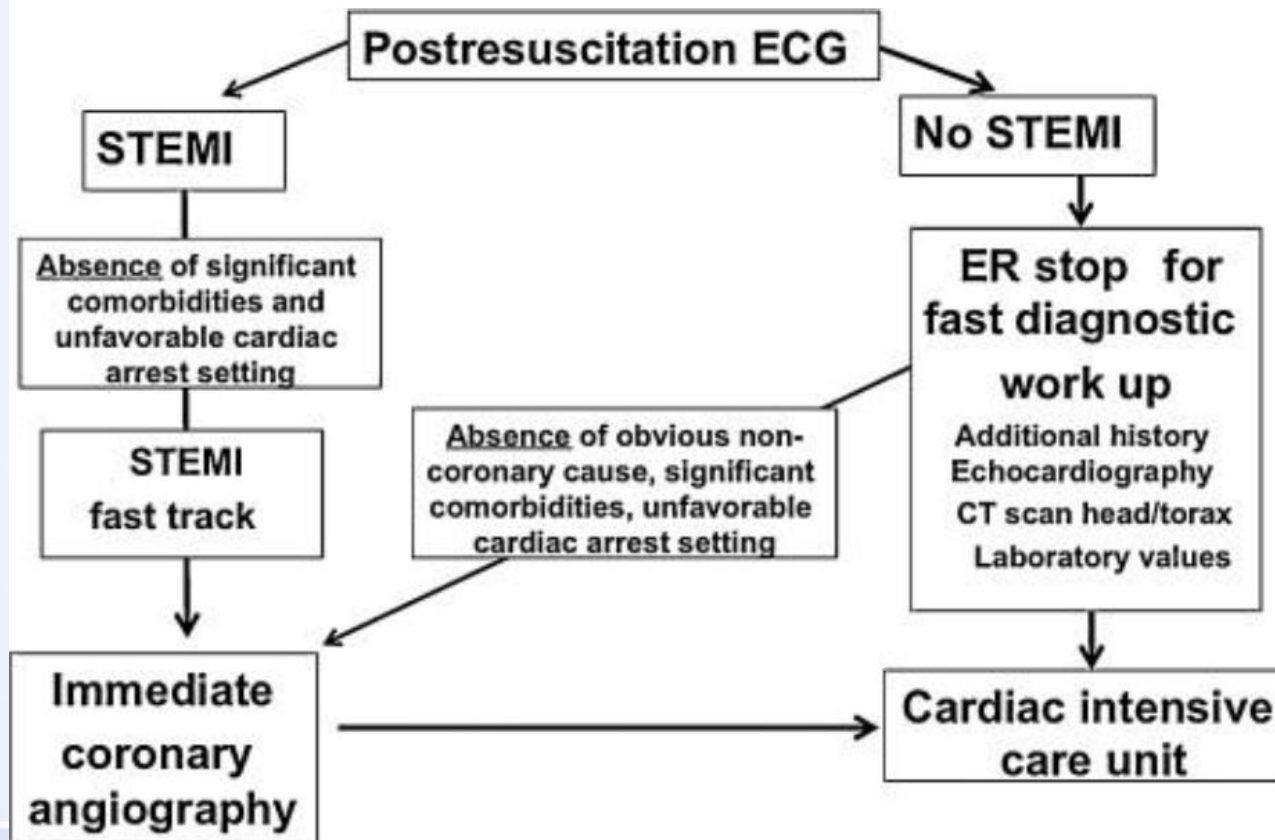 Postresuscitation ECG
STEMI
No STEMI
Absence of significant
comorbidities and
unfavorable cardiac
arrest setting
ER stop for
fast diagnostic
work up
Additional history
Echocardiography
CT scan head/torax
Laboratory values
Absence of obvious non-
coronary cause, significant
comorbidities, unfavorable
cardiac arrest setting
STEMI
fast track
Immediate
coronary
angiography
Cardiac intensive
care unit